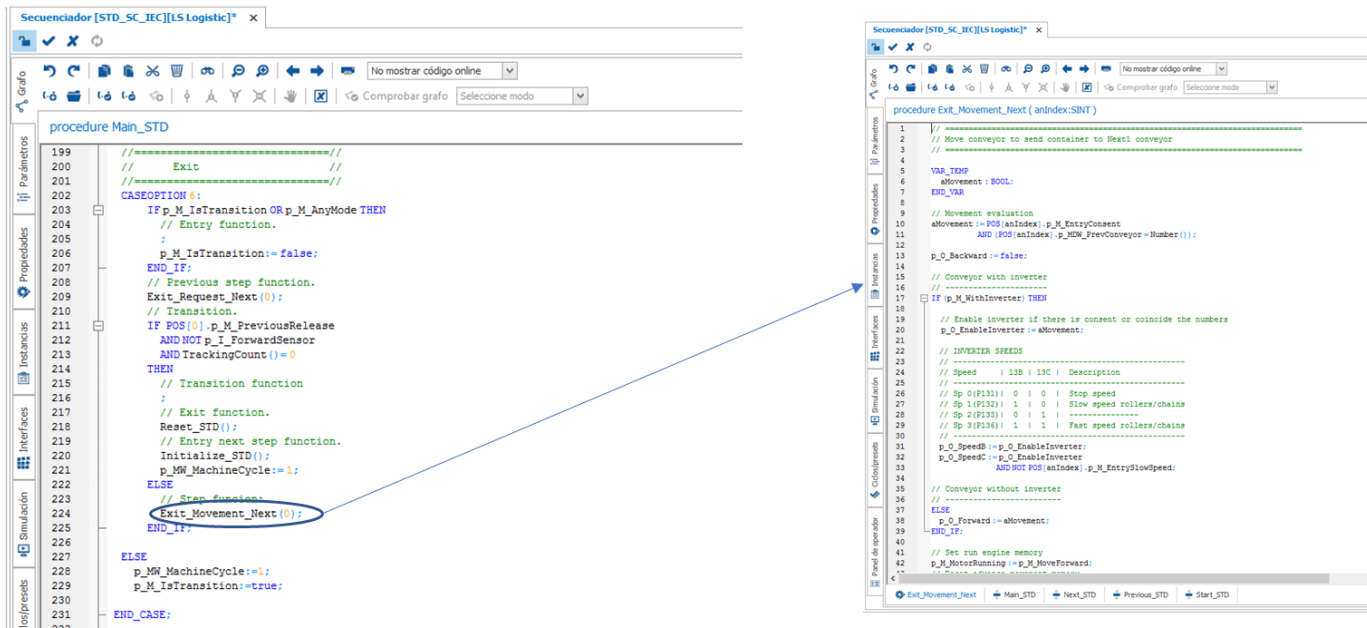 Secuenciador [STD_SC_IEC][LS Logistic]* X
No mostrar código online
Comprobar grafo Seleccione modo
Grafo
Parámetros
Propiedades
Instancias
Interfaces
Simulación
los/presets
procedure Main_STD
199 //==============================//
200 // Exit //
201 //==============================//
202 CASEOPTION 6:
203 IF p_M_IsTransition OR p_M_AnyMode THEN
204 // Entry function.
205 ;
206 p_M_IsTransition:= false;
207 END_IF;
208 // Previous step function.
209 Exit_Request_Next(0);
210 // Transition.
211 IF POS[0].p_M_PreviousRelease
212 AND NOT p_I_ForwardSensor
213 AND TrackingCount()=0
214 THEN
215 // Transition function
216 ;
217 // Exit function.
218 Reset_STD();
219 // Entry next step function.
220 Initialize_STD();
221 p_MW_MachineCycle:=1;
222 ELSE
223 // Step funcion:
224 Exit_Movement_Next(0);
225 END_IF;
226
227 ELSE
228 p_MW_MachineCycle:=1;
229 p_M_IsTransition:=true;
230
231 END_CASE;
Secuenciador [STD_SC_IEC][LS Logistic]* X
No mostrar código online
Comprobar grafo Seleccione modo
Grafo
Parámetros
Propiedades
Instancias
Interfaces
Simulación
Ciclos/presets
Panel de operador
procedure Exit_Movement_Next ( anIndex:SINT )
1 // ==============================================================================
2 // Move conveyor to send container to Next1 conveyor
3 // ==============================================================================
4
5 VAR_TEMP
6 aMovement : BOOL;
7 END_VAR
8
9 // Movement evaluation
10 aMovement := POS[anIndex].p_M_EntryConsent
11 AND (POS[anIndex].p_MDW_PrevConveyor = Number());
12
13 p_O_Backward := false;
14
15 // Conveyor with inverter
16 // ----------------------
17 IF (p_M_WithInverter) THEN
18
19 // Enable inverter if there is consent or coincide the numbers
20 p_O_EnableInverter := aMovement;
21
22 // INVERTER SPEEDS
23 // --------------------------------------------------
24 // Speed | 13B | 13C | Description
25 // --------------------------------------------------
26 // Sp 0(P131)| 0 | 0 | Stop speed
27 // Sp 1(P132)| 1 | 0 | Slow speed rollers/chains
28 // Sp 2(P133)| 0 | 1 | ---------------
29 // Sp 3(P136)| 1 | 1 | Fast speed rollers/chains
30 // --------------------------------------------------
31 p_O_SpeedB := p_O_EnableInverter;
32 p_O_SpeedC := p_O_EnableInverter
33 AND NOT POS[anIndex].p_M_EntrySlowSpeed;
34
35 // Conveyor without inverter
36 // -------------------------
37 ELSE
38 p_O_Forward := aMovement;
39 END_IF;
40
41 // Set run engine memory
42 p_M_MotorRunning := p_M_MoveForward;
Exit_Movement_Next Main_STD Next_STD Previous_STD Start_STD